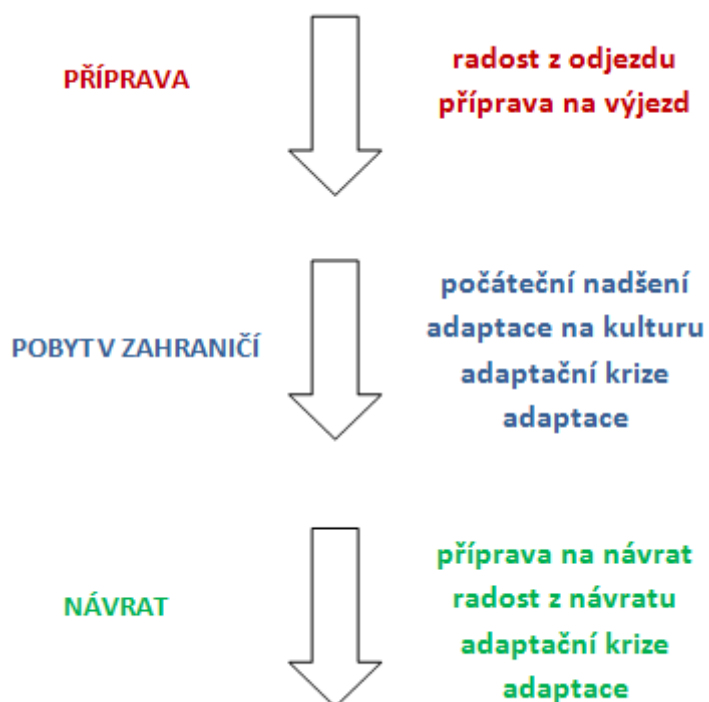 PŘÍPRAVA
radost z odjezdu
příprava na výjezd
POBYT V ZAHRANIČÍ
počáteční nadšení
adaptace na kulturu
adaptační krize
adaptace
NÁVRAT
příprava na návrat
radost z návratu
adaptační krize
adaptace